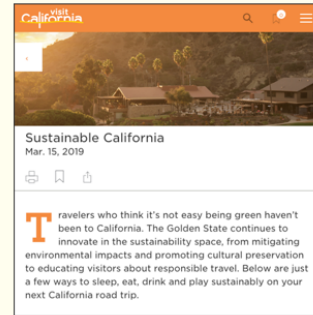 visit
California
0
Sustainable California
Mar. 15, 2019
Travelers who think it's not easy being green haven't
been to California. The Golden State continues to
innovate in the sustainability space, from mitigating
environmental impacts and promoting cultural preservation
to educating visitors about responsible travel. Below are just
a few ways to sleep, eat, drink and play sustainably on your
next California road trip.